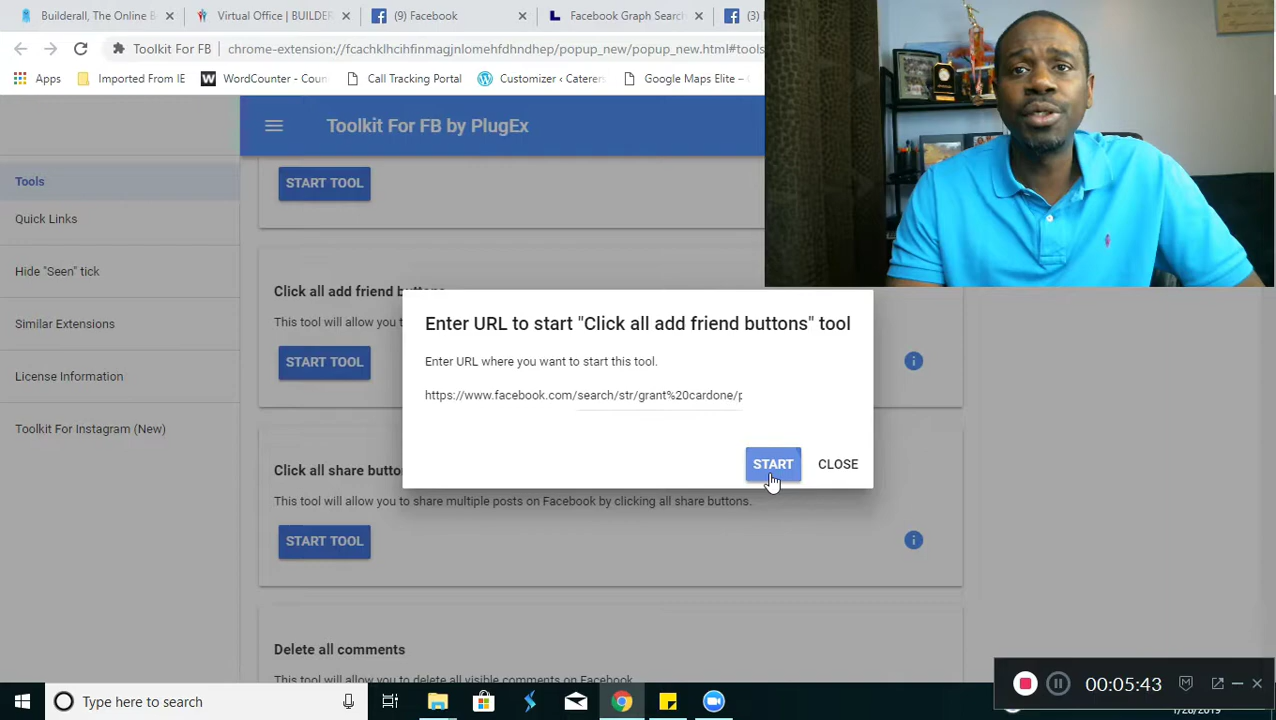 Builderall, The Online B
Virtual Office | BUILDER
(9) Facebook
Facebook Graph Search
(3)
Toolkit For FB
chrome-extension://fcachklhcihfinmagjnlomehfdhndhep/popup_new/popup_new.html#tools
Apps
Imported From IE
WordCounter - Coun
Call Tracking Portal
Customizer ‹ Caterers
Google Maps Elite –
Toolkit For FB by PlugEx
Tools
Quick Links
Hide "Seen" tick
Similar Extensions
License Information
Toolkit For Instagram (New)
START TOOL
Click all add friend buttons
This tool will allow you t
START TOOL
Enter URL to start "Click all add friend buttons" tool
Enter URL where you want to start this tool.
https://www.facebook.com/search/str/grant%20cardone/p
START
CLOSE
Click all share butto
This tool will allow you to share multiple posts on Facebook by clicking all share buttons.
START TOOL
Delete all comments
This tool will allow you to delete all visible comments on Facebook.
00:05:43
Type here to search
1/28/2019